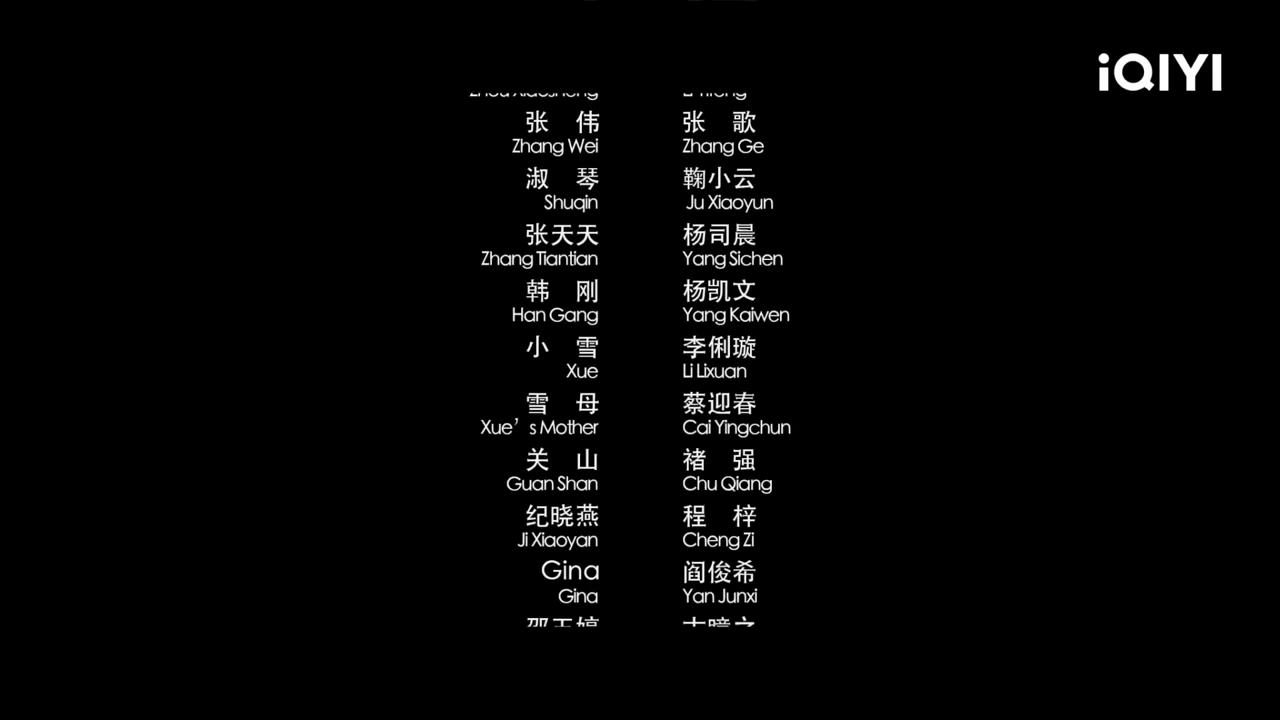 iQIYI
张 伟 张 歌
Zhang Wei Zhang Ge
淑 琴 鞠小云
Shuqin Ju Xiaoyun
张天天 杨司晨
Zhang Tiantian Yang Sichen
韩 刚 杨凯文
Han Gang Yang Kaiwen
小 雪 李俐璇
Xue Li Lixuan
雪 母 蔡迎春
Xue’s Mother Cai Yingchun
关 山 褚 强
Guan Shan Chu Qiang
纪晓燕 程 梓
Ji Xiaoyan Cheng Zi
Gina 阎俊希
Gina Yan Junxi